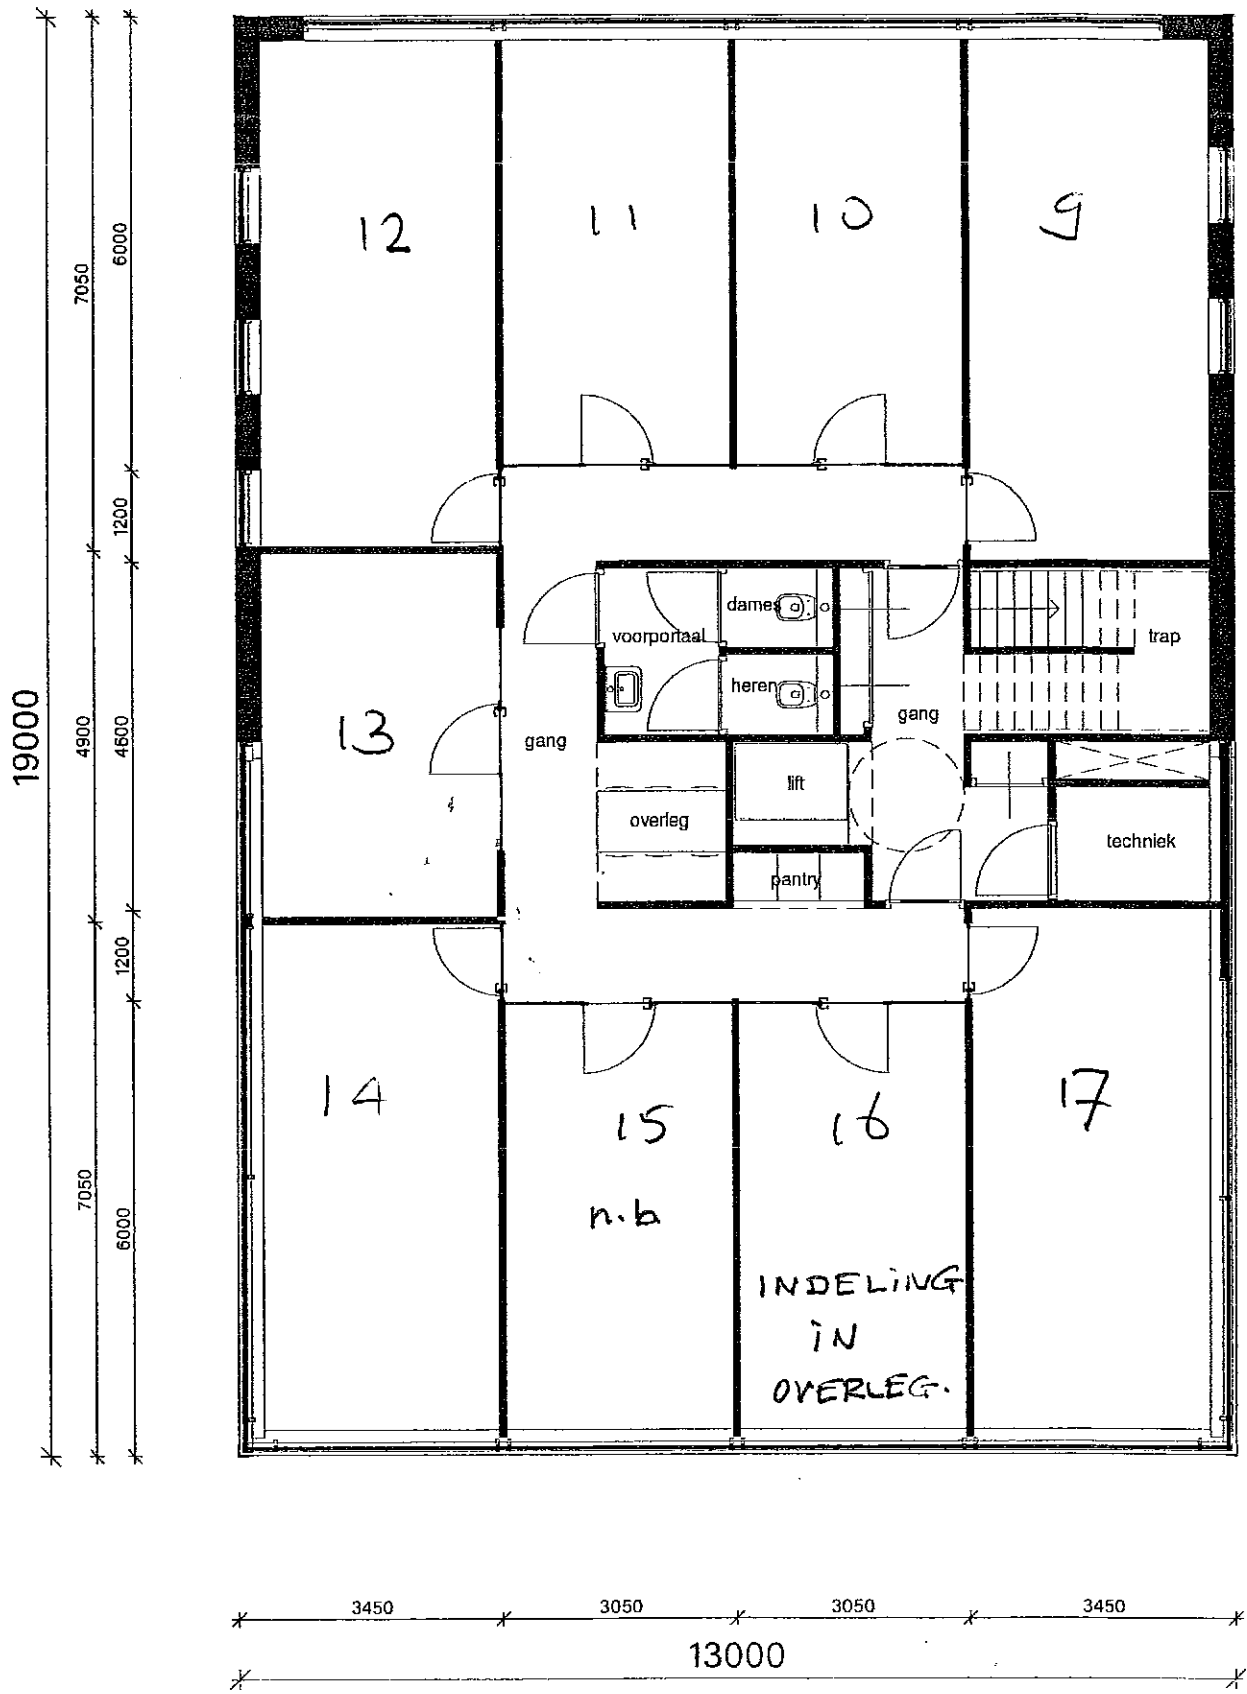 12
11
10
9
6000
7050
1200
dames
voorportaal
trap
heren
gang
gang
13
19000
4900
4600
lift
overleg
techniek
pantry
1200
14
15
16
17
n.b
7050
6000
INDELING
IN
OVERLEG.
3450
3050
3050
3450
13000